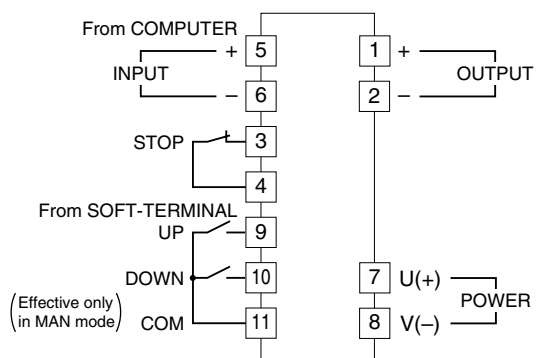 From COMPUTER
+ 5
INPUT
– 6
STOP 3
4
From SOFT-TERMINAL
UP 9
DOWN 10
(Effective only
in MAN mode)
COM 11
1 +
OUTPUT
2 –
7 U(+)
POWER
8 V(–)